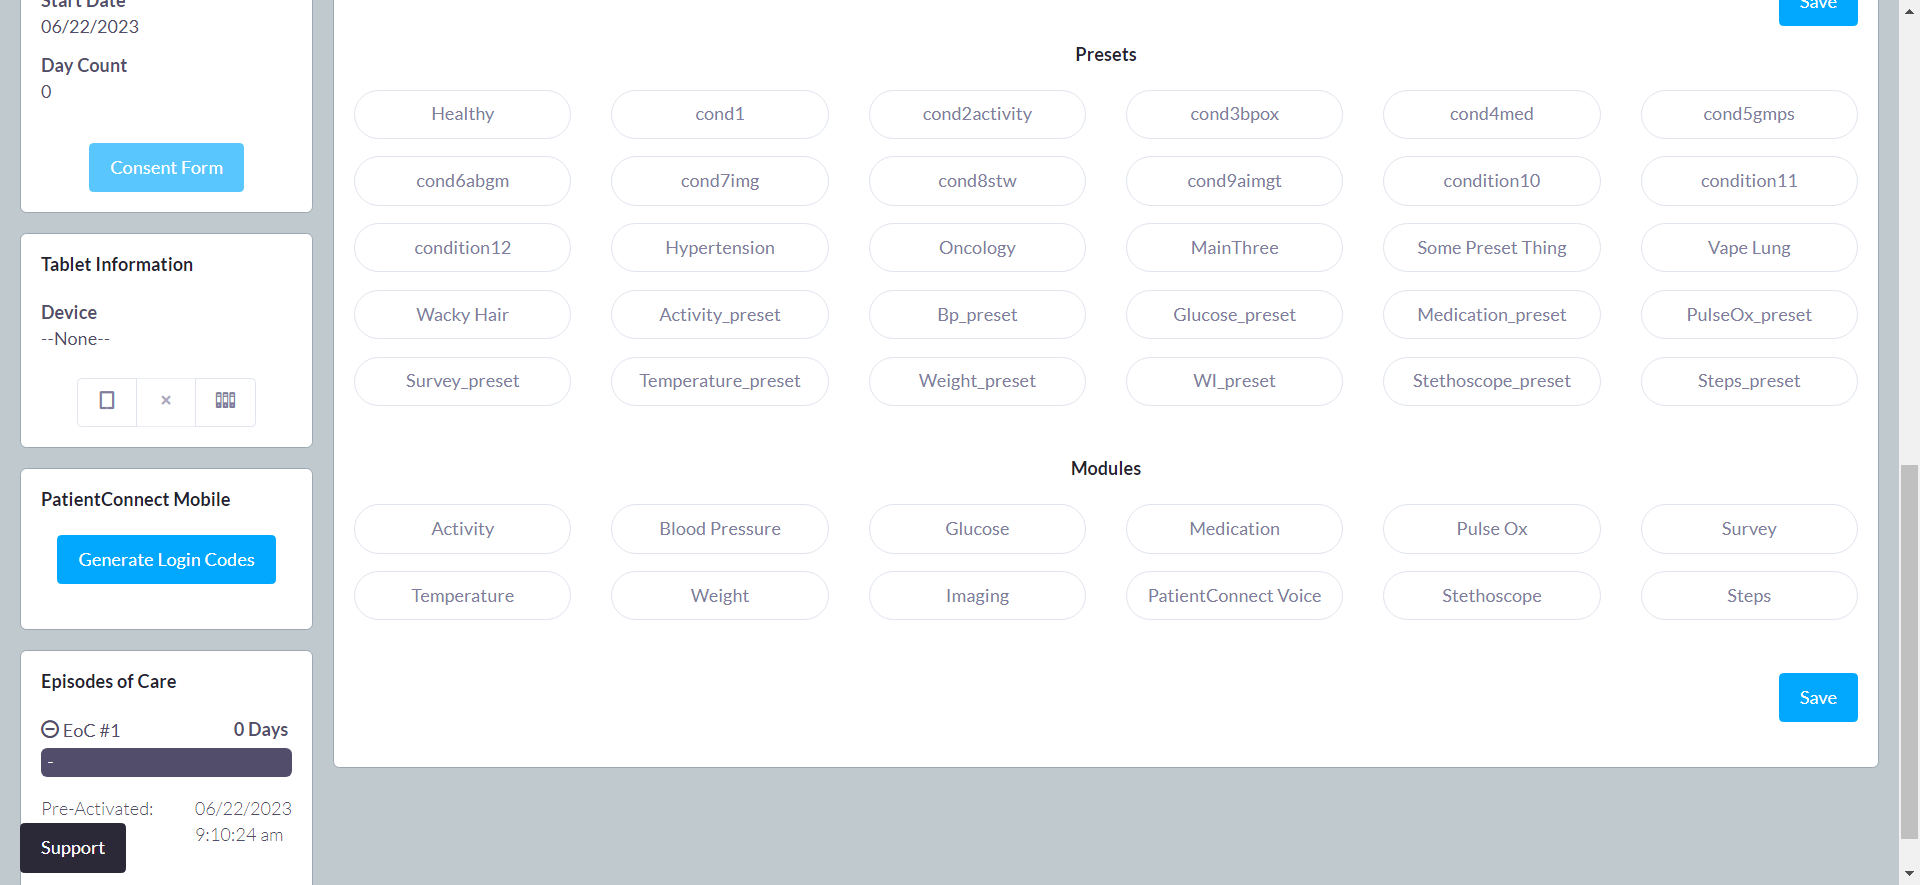 Start Date
06/22/2023
Day Count
0
Consent Form
Tablet Information
Device
--None--
PatientConnect Mobile
Generate Login Codes
Episodes of Care
EoC #1 0 Days
-
Pre-Activated: 06/22/2023
9:10:24 am
Support
Save
Presets
Healthy cond1 cond2activity cond3bpox cond4med cond5gmps
cond6abgm cond7img cond8stw cond9aimgt condition10 condition11
condition12 Hypertension Oncology MainThree Some Preset Thing Vape Lung
Wacky Hair Activity_preset Bp_preset Glucose_preset Medication_preset PulseOx_preset
Survey_preset Temperature_preset Weight_preset WI_preset Stethoscope_preset Steps_preset
Modules
Activity Blood Pressure Glucose Medication Pulse Ox Survey
Temperature Weight Imaging PatientConnect Voice Stethoscope Steps
Save